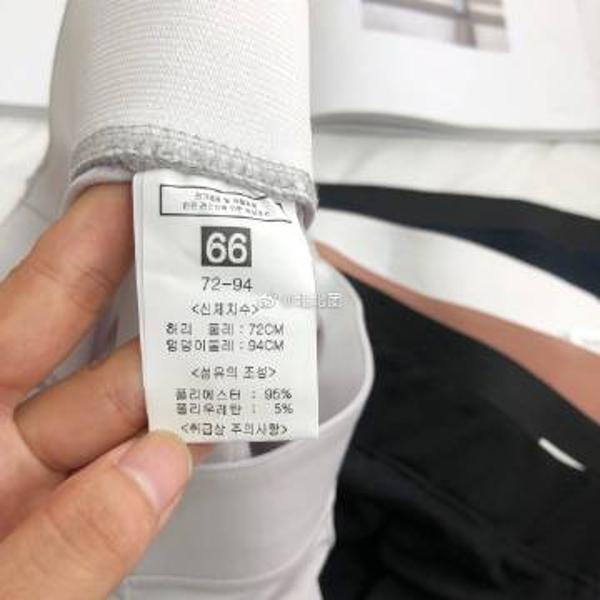 66
72-94
<신체치수>
허리 둘레 : 72CM
엉덩이둘레 : 94CM
<섬유의 조성>
폴리에스터 : 95%
폴리우레탄 : 5%
<취급상 주의사항>